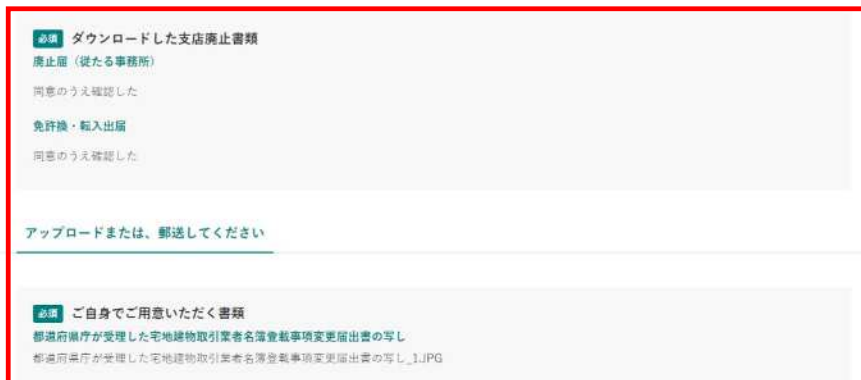 必須 ダウンロードした支店廃止書類
廃止届（従たる事務所）
同意のうえ確認した
免許換・転入出届
同意のうえ確認した
アップロードまたは、郵送してください
必須 ご自身でご用意いただく書類
都道府県庁が受理した宅地建物取引業者名簿登載事項変更届出書の写し
都道府県庁が受理した宅地建物取引業者名簿登載事項変更届出書の写し_1.JPG